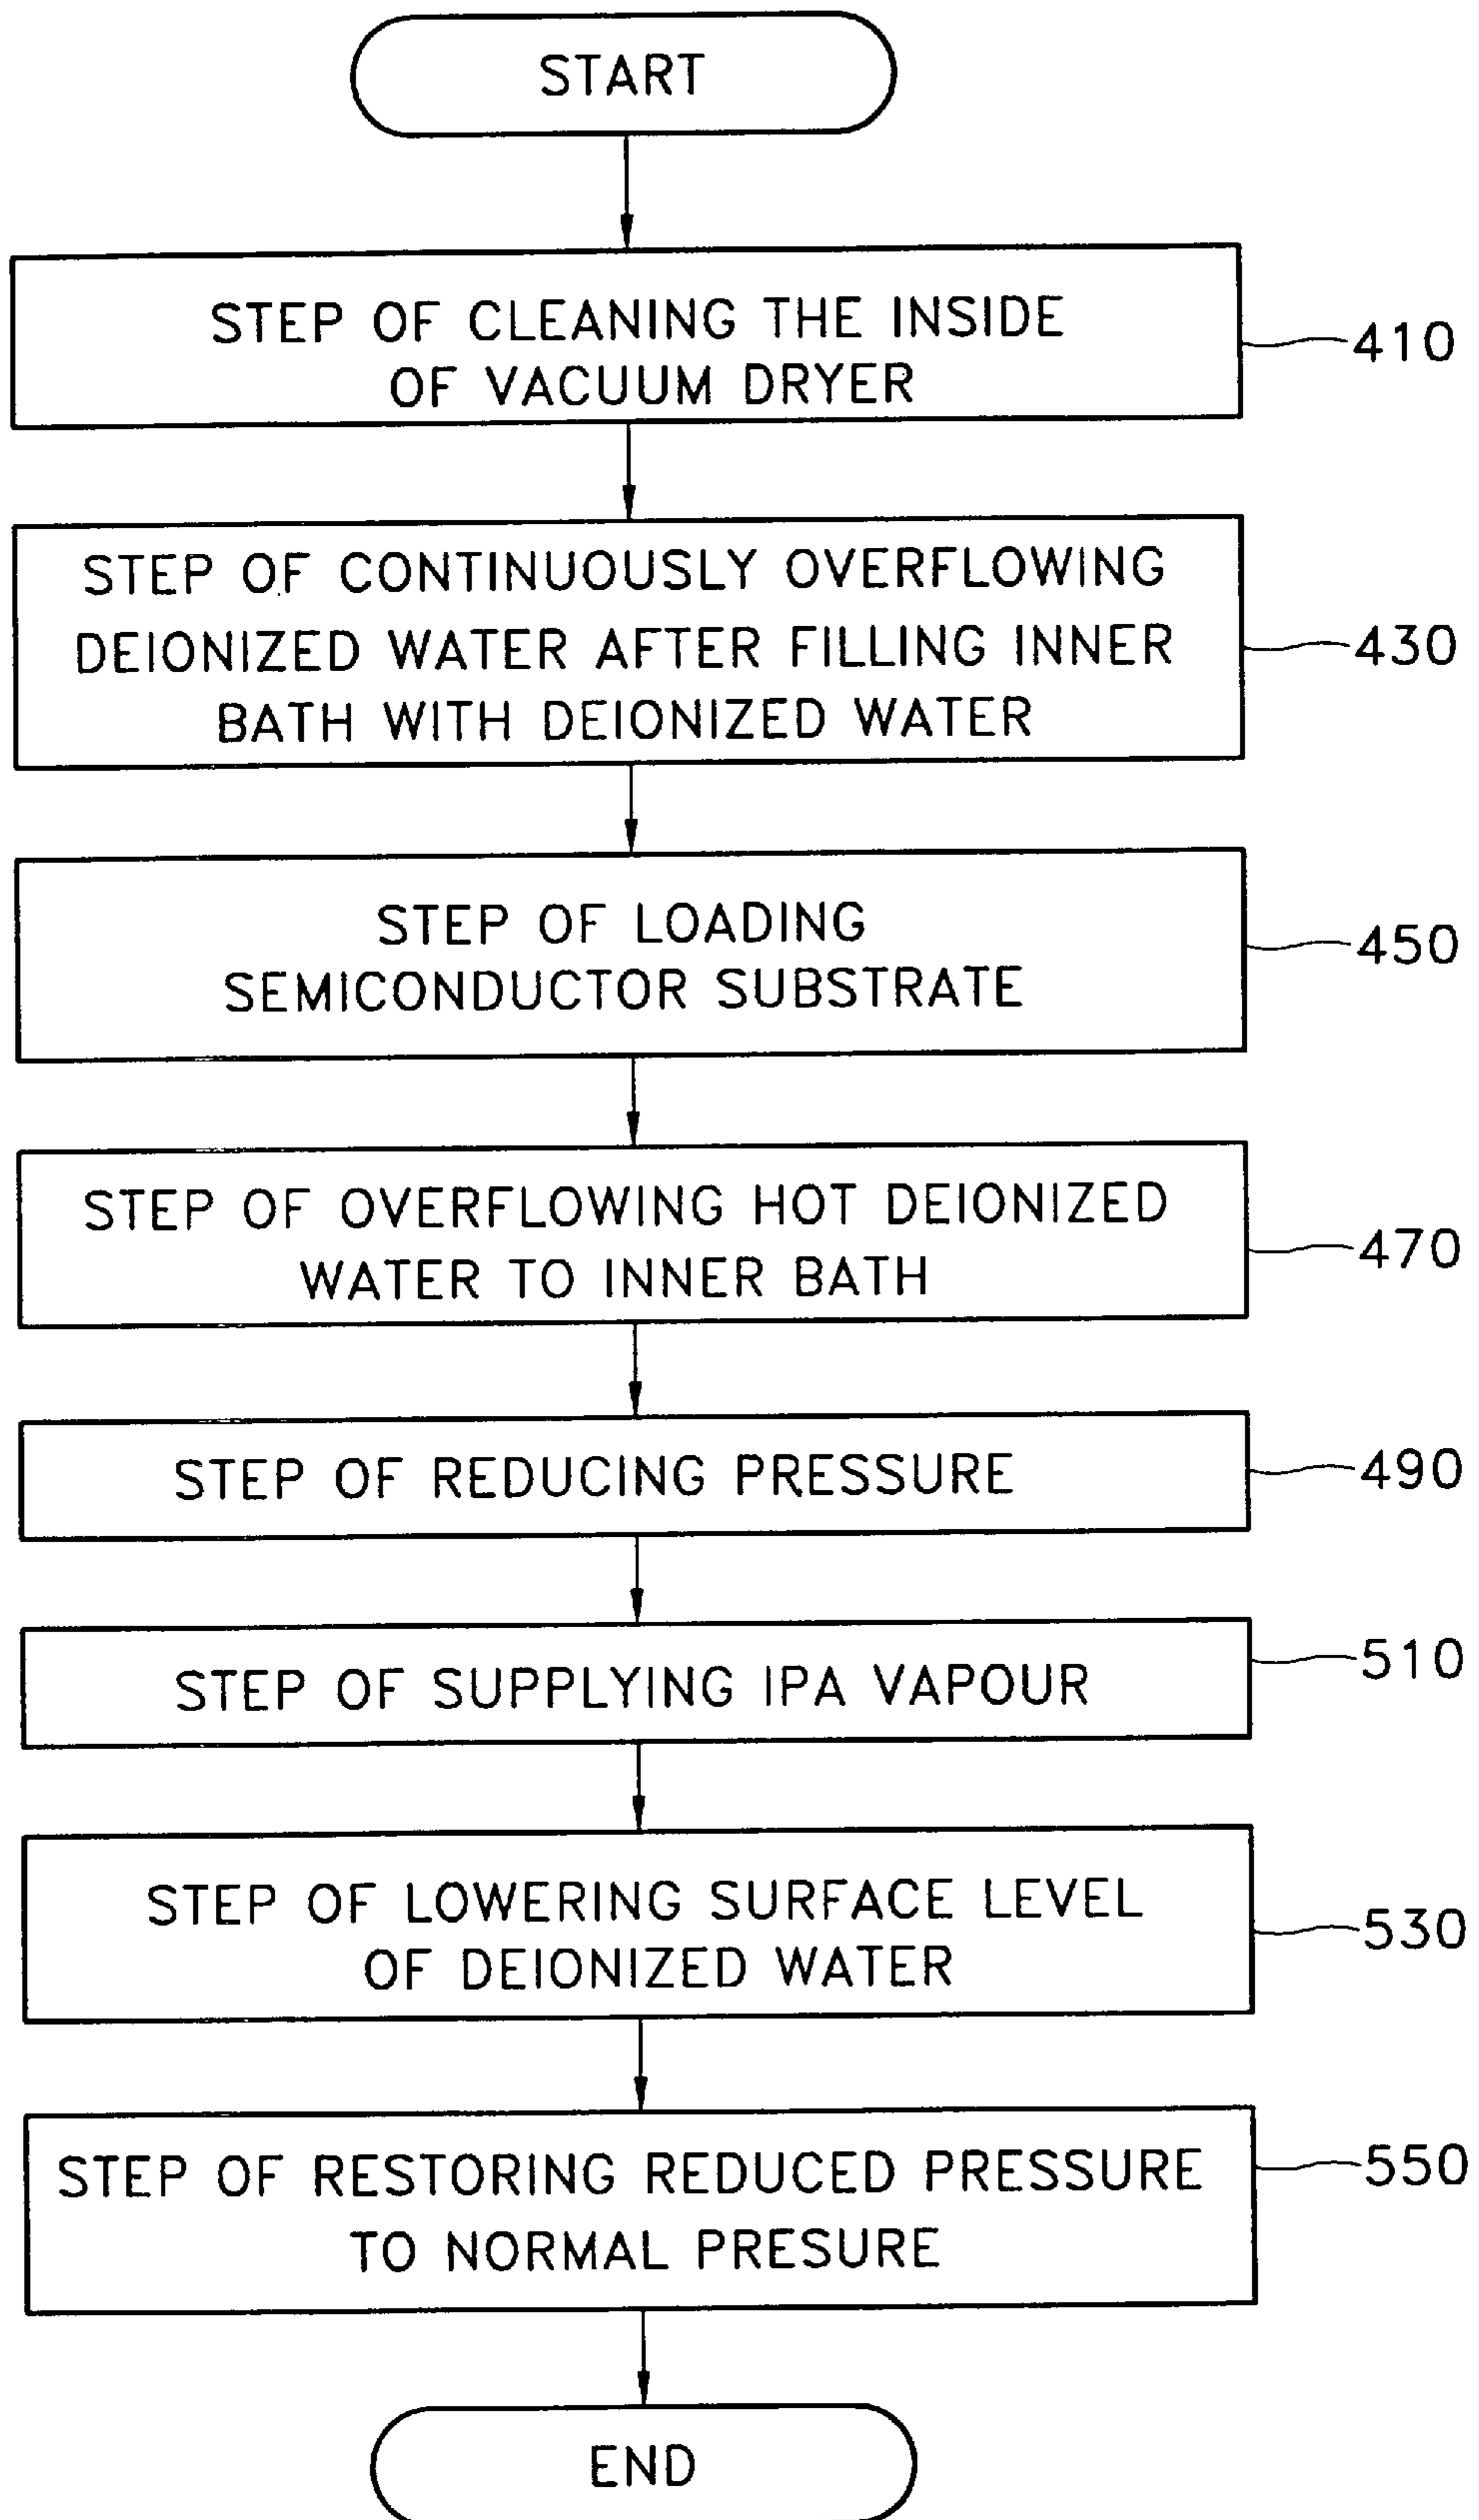 START
STEP OF CLEANING THE INSIDE
OF VACUUM DRYER
410
STEP OF CONTINUOUSLY OVERFLOWING
DEIONIZED WATER AFTER FILLING INNER
BATH WITH DEIONIZED WATER
430
STEP OF LOADING
SEMICONDUCTOR SUBSTRATE
450
STEP OF OVERFLOWING HOT DEIONIZED
WATER TO INNER BATH
470
STEP OF REDUCING PRESSURE
490
STEP OF SUPPLYING IPA VAPOUR
510
STEP OF LOWERING SURFACE LEVEL
OF DEIONIZED WATER
530
STEP OF RESTORING REDUCED PRESSURE
TO NORMAL PRESURE
550
END